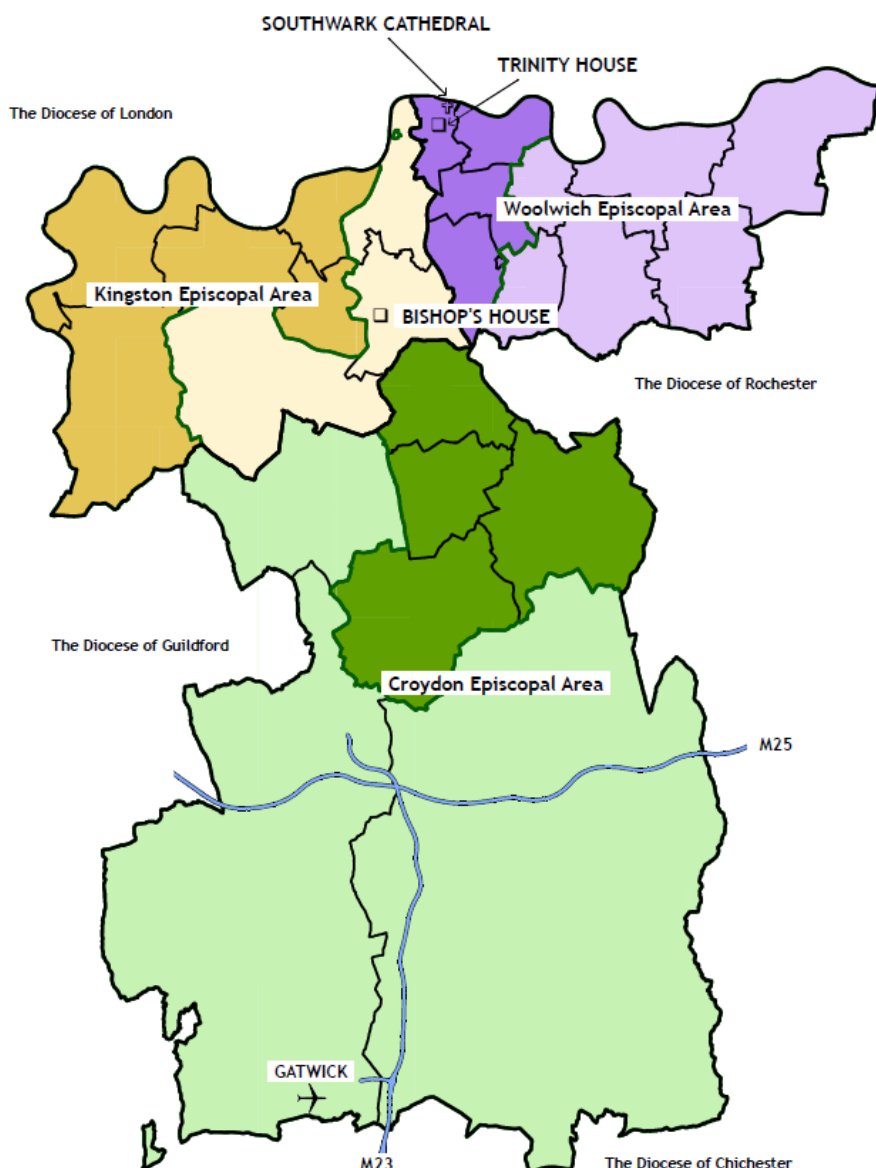 SOUTHWARK CATHEDRAL
TRINITY HOUSE
The Diocese of London
Woolwich Episcopal Area
Kingston Episcopal Area
BISHOP'S HOUSE
The Diocese of Rochester
The Diocese of Guildford
Croydon Episcopal Area
M25
GATWICK
M23
The Diocese of Chichester